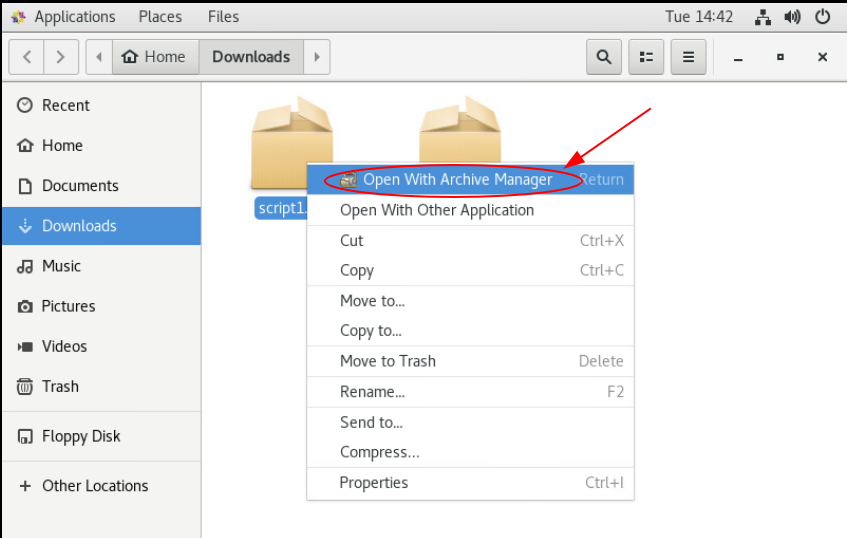 Applications Places Files Tue 14:42
Home Downloads
Recent
Home
Documents
Downloads
Music
Pictures
Videos
Trash
Floppy Disk
Other Locations
script1.
Open With Archive Manager Return
Open With Other Application
Cut Ctrl+X
Copy Ctrl+C
Move to...
Copy to...
Move to Trash Delete
Rename... F2
Send to...
Compress...
Properties Ctrl+I